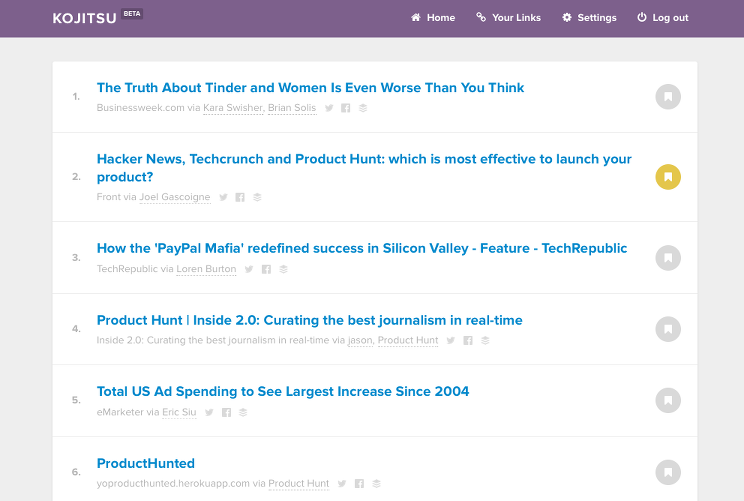 KOJITSU BETA Home Your Links Settings Log out
1. The Truth About Tinder and Women Is Even Worse Than You Think
Businessweek.com via Kara Swisher, Brian Solis
Hacker News, Techcrunch and Product Hunt: which is most effective to launch your
2. product?
Front via Joel Gascoigne
3. How the 'PayPal Mafia' redefined success in Silicon Valley - Feature - TechRepublic
TechRepublic via Loren Burton
4. Product Hunt | Inside 2.0: Curating the best journalism in real-time
Inside 2.0: Curating the best journalism in real-time via jason, Product Hunt
5. Total US Ad Spending to See Largest Increase Since 2004
eMarketer via Eric Siu
6. ProductHunted
yoproducthunted.herokuapp.com via Product Hunt